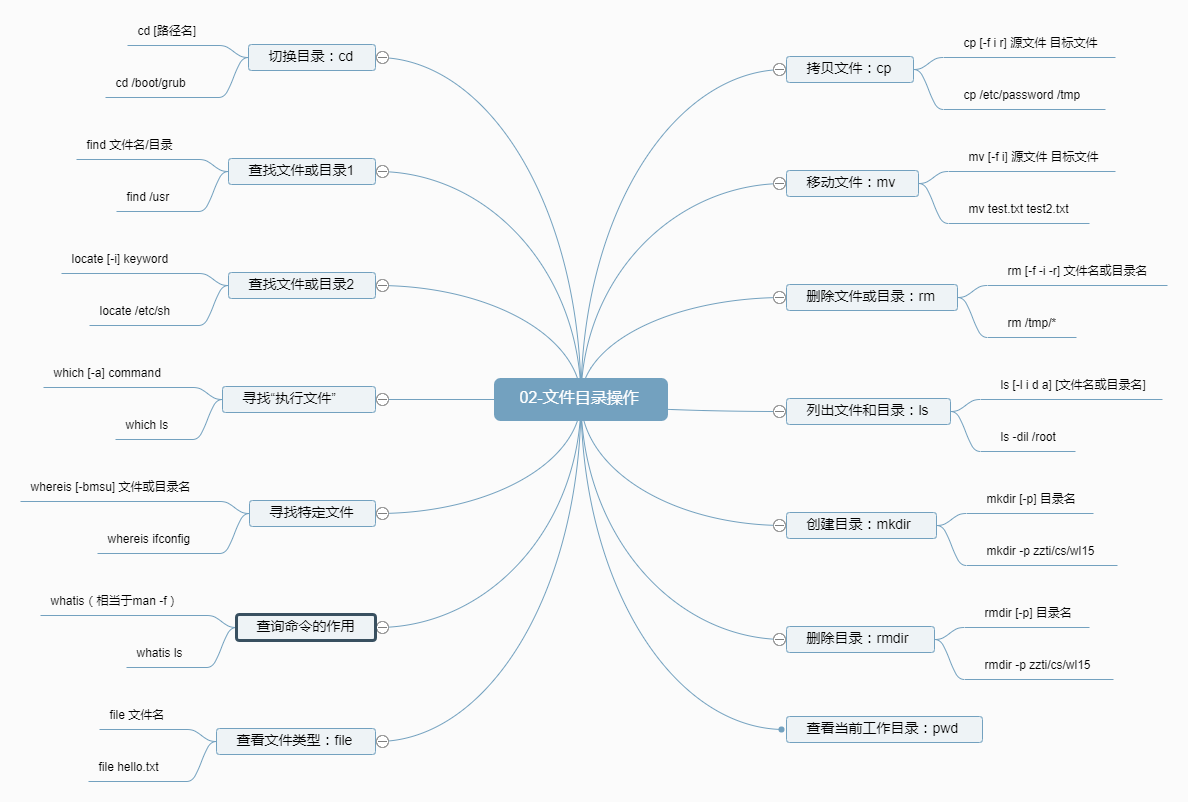 02-文件目录操作
拷贝文件：cp
cp [-f i r] 源文件 目标文件
cp /etc/password /tmp
移动文件：mv
mv [-f i] 源文件 目标文件
mv test.txt test2.txt
删除文件或目录：rm
rm [-f -i -r] 文件名或目录名
rm /tmp/*
列出文件和目录：ls
ls [-l i d a] [文件名或目录名]
ls -dil /root
创建目录：mkdir
mkdir [-p] 目录名
mkdir -p zzti/cs/wl15
删除目录：rmdir
rmdir [-p] 目录名
rmdir -p zzti/cs/wl15
查看当前工作目录：pwd
切换目录：cd
cd [路径名]
cd /boot/grub
查找文件或目录1
find 文件名/目录
find /usr
查找文件或目录2
locate [-i] keyword
locate /etc/sh
寻找“执行文件”
which [-a] command
which ls
寻找特定文件
whereis [-bmsu] 文件或目录名
whereis ifconfig
查询命令的作用
whatis（相当于man -f）
whatis ls
查看文件类型：file
file 文件名
file hello.txt